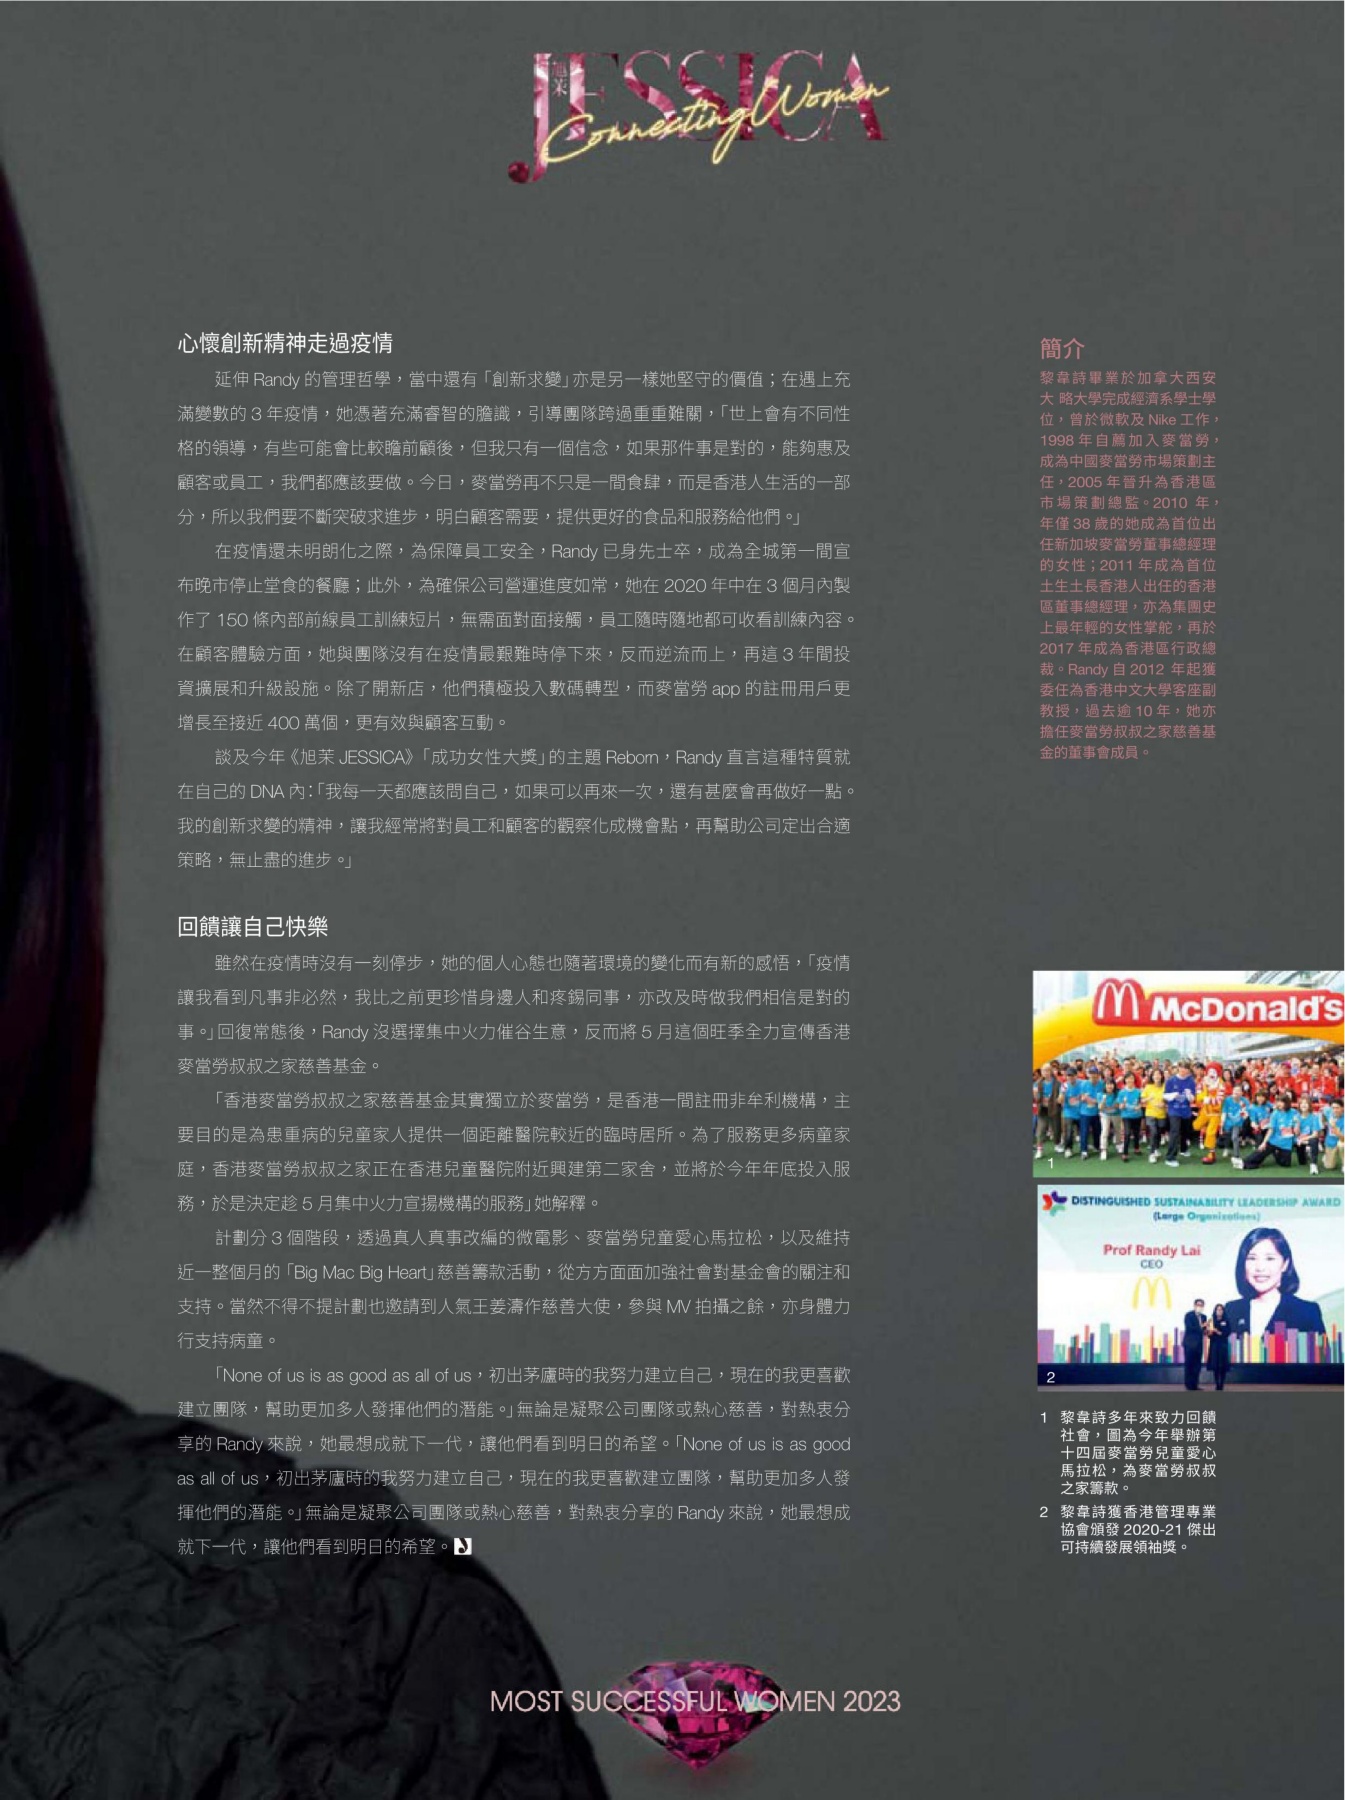 旭茉
JESSICA
Connecting Women
心懷創新精神走過疫情
延伸 Randy 的管理哲學，當中還有「創新求變」亦是另一樣她堅守的價值；在遇上充
滿變數的 3 年疫情，她憑著充滿睿智的膽識，引導團隊跨過重重難關，「世上會有不同性
格的領導，有些可能會比較瞻前顧後，但我只有一個信念，如果那件事是對的，能夠惠及
顧客或員工，我們都應該要做。今日，麥當勞再不只是一間食肆，而是香港人生活的一部
分，所以我們要不斷突破求進步，明白顧客需要，提供更好的食品和服務給他們。」
在疫情還未明朗化之際，為保障員工安全，Randy 已身先士卒，成為全城第一間宣
布晚市停止堂食的餐廳；此外，為確保公司營運進度如常，她在 2020 年中在 3 個月內製
作了 150 條內部前線員工訓練短片，無需面對面接觸，員工隨時隨地都可收看訓練內容。
在顧客體驗方面，她與團隊沒有在疫情最艱難時停下來，反而逆流而上，再這 3 年間投
資擴展和升級設施。除了開新店，他們積極投入數碼轉型，而麥當勞 app 的註冊用戶更
增長至接近 400 萬個，更有效與顧客互動。
談及今年《旭茉 JESSICA》「成功女性大獎」的主題 Reborn，Randy 直言這種特質就
在自己的 DNA 內：「我每一天都應該問自己，如果可以再來一次，還有甚麼會再做好一點。
我的創新求變的精神，讓我經常將對員工和顧客的觀察化成機會點，再幫助公司定出合適
策略，無止盡的進步。」
回饋讓自己快樂
雖然在疫情時沒有一刻停步，她的個人心態也隨著環境的變化而有新的感悟，「疫情
讓我看到凡事非必然，我比之前更珍惜身邊人和疼錫同事，亦改及時做我們相信是對的
事。」回復常態後，Randy 沒選擇集中火力催谷生意，反而將 5 月這個旺季全力宣傳香港
麥當勞叔叔之家慈善基金。
「香港麥當勞叔叔之家慈善基金其實獨立於麥當勞，是香港一間註冊非牟利機構，主
要目的是為患重病的兒童家人提供一個距離醫院較近的臨時居所。為了服務更多病童家
庭，香港麥當勞叔叔之家正在香港兒童醫院附近興建第二家舍，並將於今年年底投入服
務，於是決定趁 5 月集中火力宣揚機構的服務」她解釋。
計劃分 3 個階段，透過真人真事改編的微電影、麥當勞兒童愛心馬拉松，以及維持
近一整個月的「Big Mac Big Heart」慈善籌款活動，從方方面面加強社會對基金會的關注和
支持。當然不得不提計劃也邀請到人氣王姜濤作慈善大使，參與 MV 拍攝之餘，亦身體力
行支持病童。
「None of us is as good as all of us，初出茅廬時的我努力建立自己，現在的我更喜歡
建立團隊，幫助更加多人發揮他們的潛能。」無論是凝聚公司團隊或熱心慈善，對熱衷分
享的 Randy 來說，她最想成就下一代，讓他們看到明日的希望。「None of us is as good
as all of us，初出茅廬時的我努力建立自己，現在的我更喜歡建立團隊，幫助更加多人發
揮他們的潛能。」無論是凝聚公司團隊或熱心慈善，對熱衷分享的 Randy 來說，她最想成
就下一代，讓他們看到明日的希望。
簡介
黎韋詩畢業於加拿大西安
大 略大學完成經濟系學士學
位，曾於微軟及 Nike 工作，
1998 年自薦加入麥當勞，
成為中國麥當勞市場策劃主
任，2005 年晉升為香港區
市場策劃總監。2010 年，
年僅 38 歲的她成為首位出
任新加坡麥當勞董事總經理
的女性；2011 年成為首位
土生土長香港人出任的香港
區董事總經理，亦為集團史
上最年輕的女性掌舵，再於
2017 年成為香港區行政總
裁。Randy 自 2012 年起獲
委任為香港中文大學客座副
教授，過去逾 10 年，她亦
擔任麥當勞叔叔之家慈善基
金的董事會成員。
McDonald's
1
DISTINGUISHED SUSTAINABILITY LEADERSHIP AWARD
(Large Organizations)
Prof Randy Lai
CEO
2
1 黎韋詩多年來致力回饋
社會，圖為今年舉辦第
十四屆麥當勞兒童愛心
馬拉松，為麥當勞叔叔
之家籌款。
2 黎韋詩獲香港管理專業
協會頒發 2020-21 傑出
可持續發展領袖獎。
MOST SUCCESSFUL WOMEN 2023